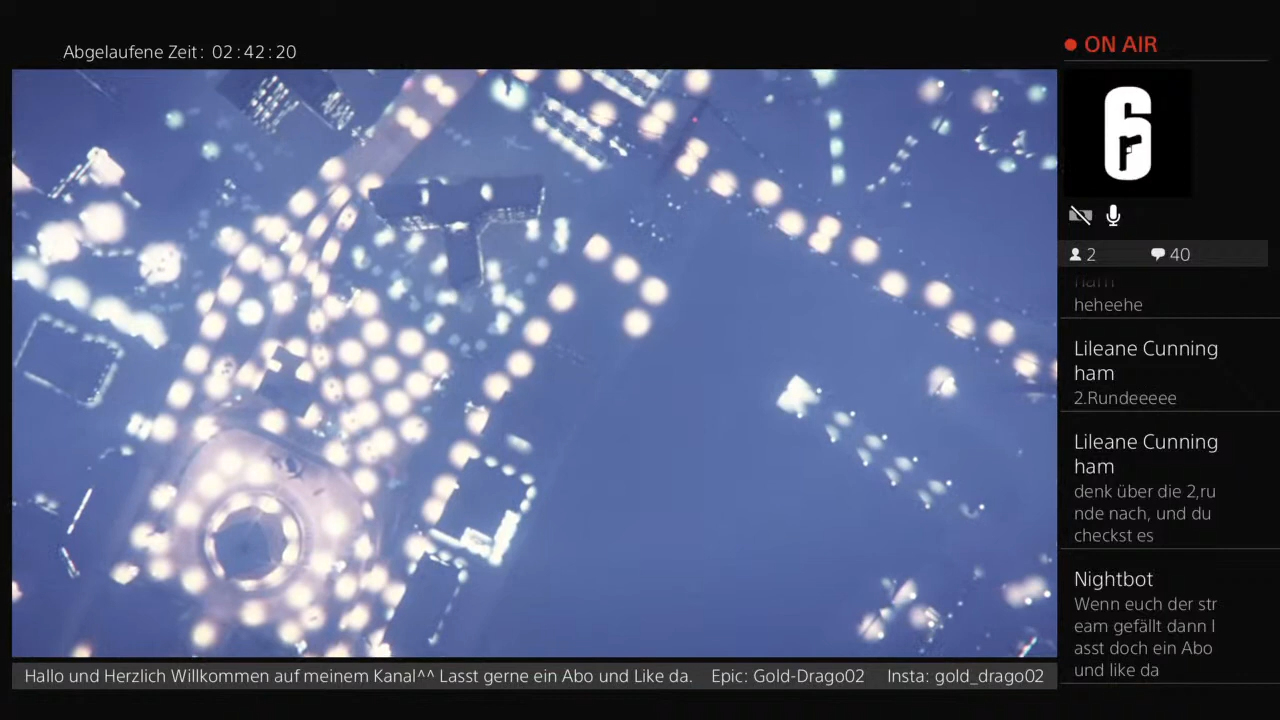 Abgelaufene Zeit: 02:42:20
ON AIR
6
2 40
ham
heheehe
Lileane Cunning
ham
2.Rundeeeee
Lileane Cunning
ham
denk über die 2,ru
nde nach, und du
checkst es
Nightbot
Wenn euch der str
eam gefällt dann l
asst doch ein Abo
und like da
Hallo und Herzlich Willkommen auf meinem Kanal^^ Lasst gerne ein Abo und Like da. Epic: Gold-Drago02 Insta: gold_drago02